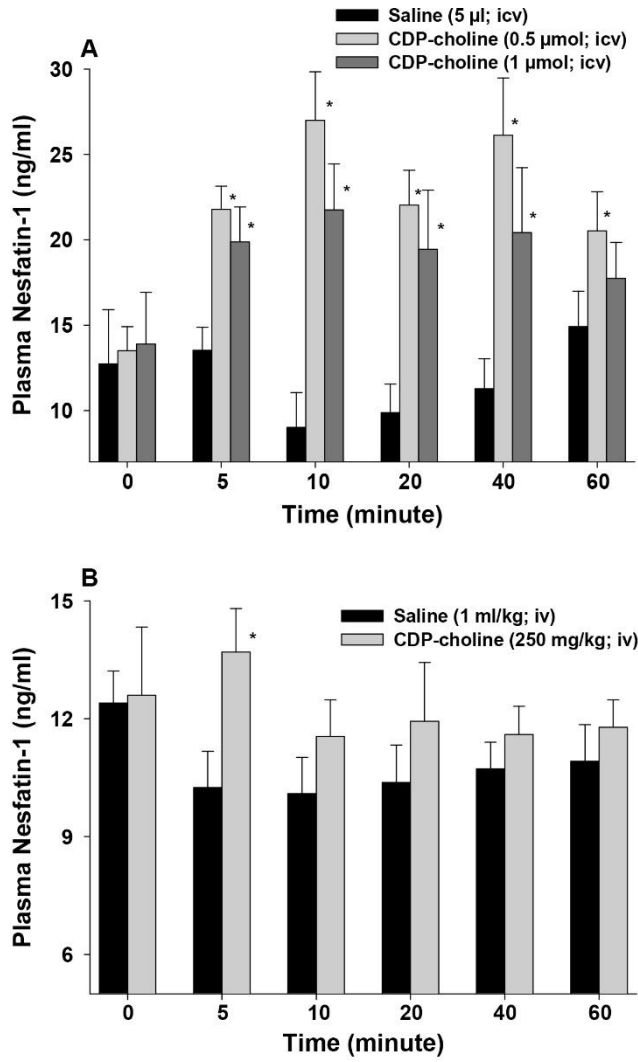 Saline (5 µl; icv)
A
CDP-choline (0.5 µmol; icv)
CDP-choline (1 µmol; icv)
30
25
20
15
10
Plasma Nesfatin-1 (ng/ml)
*
*
*
*
*
*
*
*
*
0 5 10 20 40 60
Time (minute)
B
15
12
9
6
Plasma Nesfatin-1 (ng/ml)
Saline (1 ml/kg; iv)
CDP-choline (250 mg/kg; iv)
*
0 5 10 20 40 60
Time (minute)